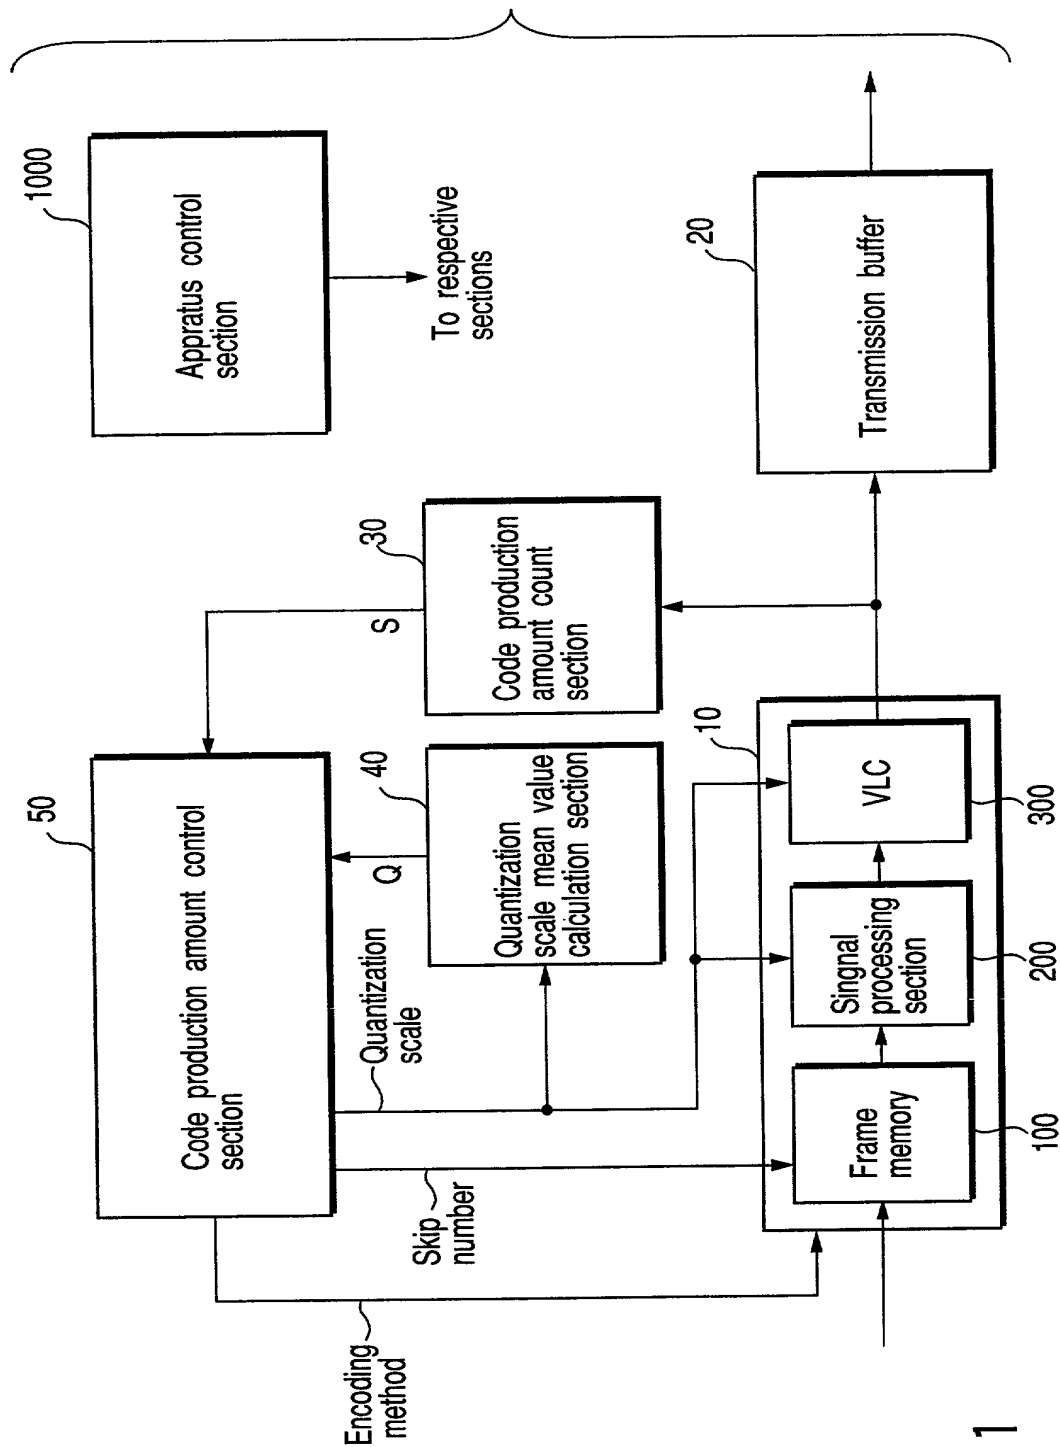 1000
Appratus control
section
To respective
sections
50
Code production amount control
section
S
30
Code production
amount count
section
Q
40
Quantization
scale mean value
calculation section
Quantization
scale
Skip
number
Encoding
method
10
Frame
memory
100
Singnal
processing
section
200
VLC
300
20
Transmission buffer
1